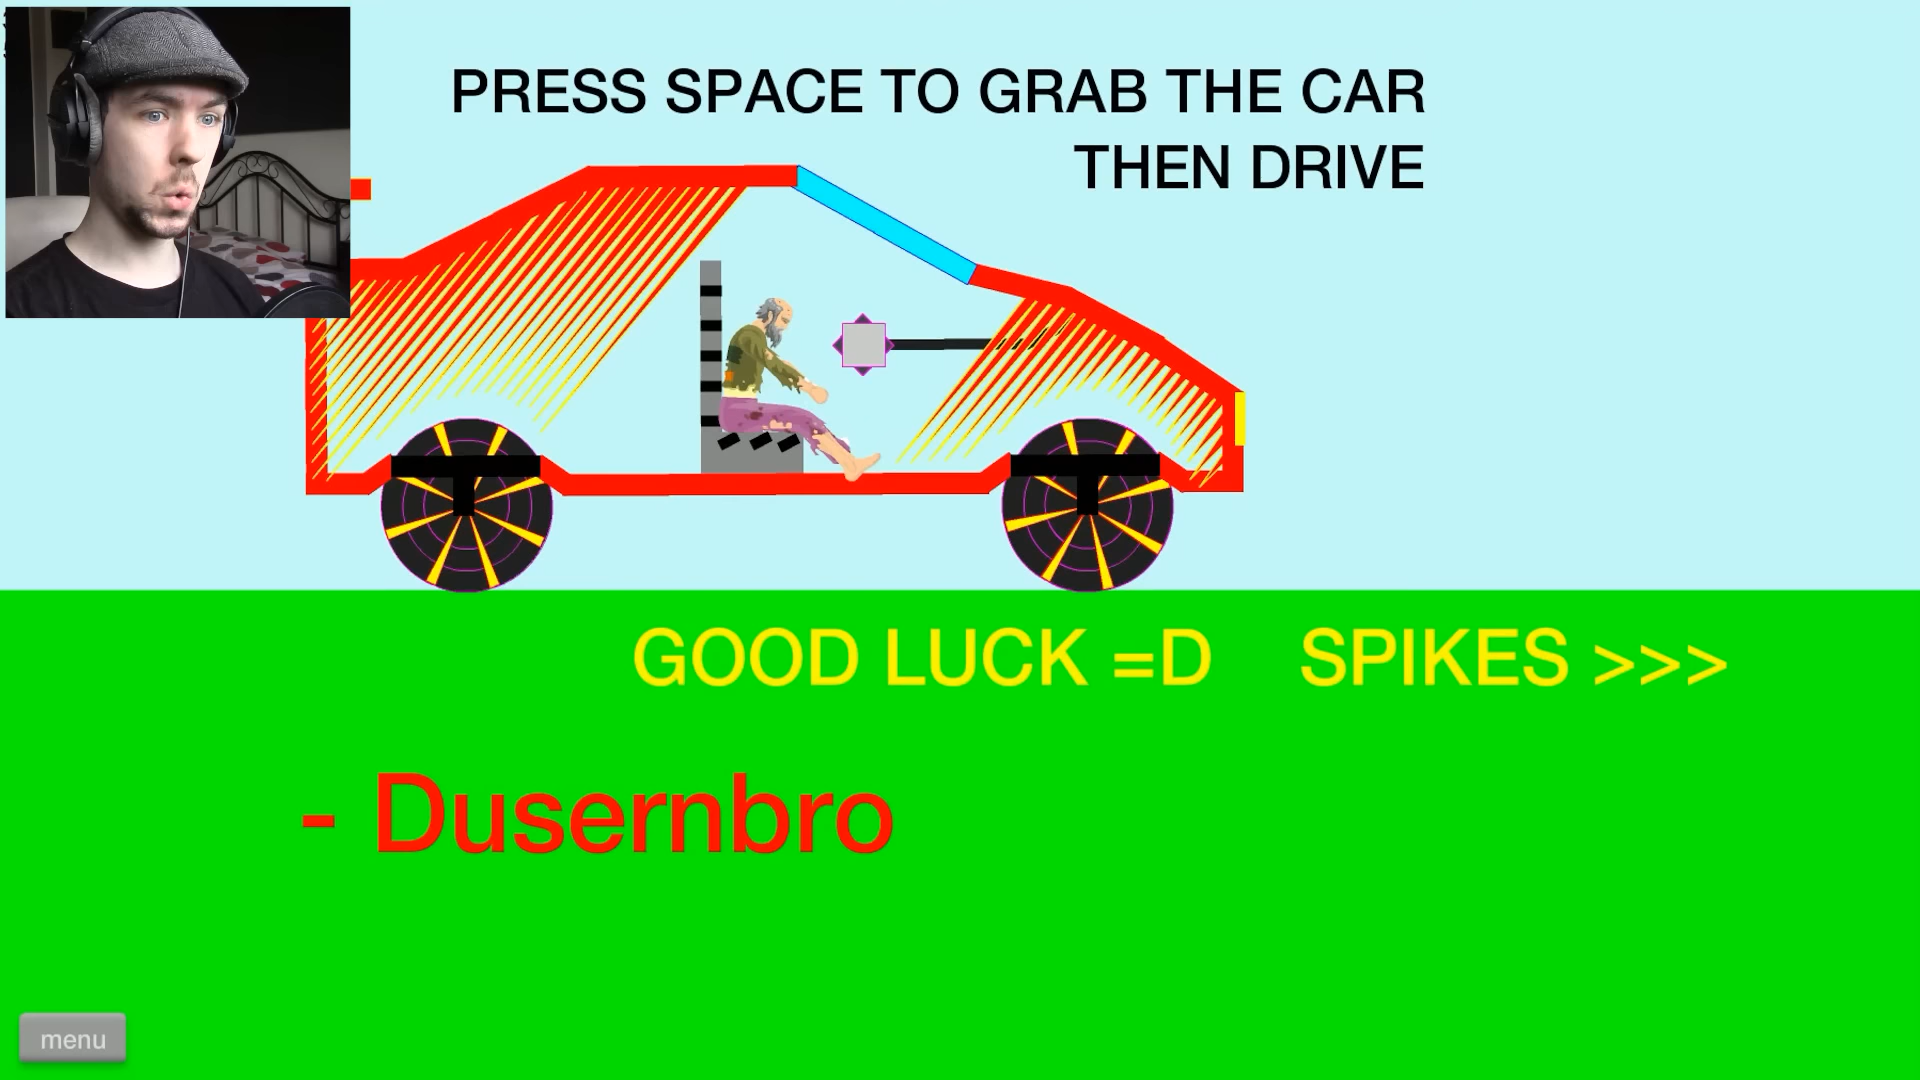 PRESS SPACE TO GRAB THE CAR
THEN DRIVE
GOOD LUCK =D SPIKES >>>
- Dusernbro
menu